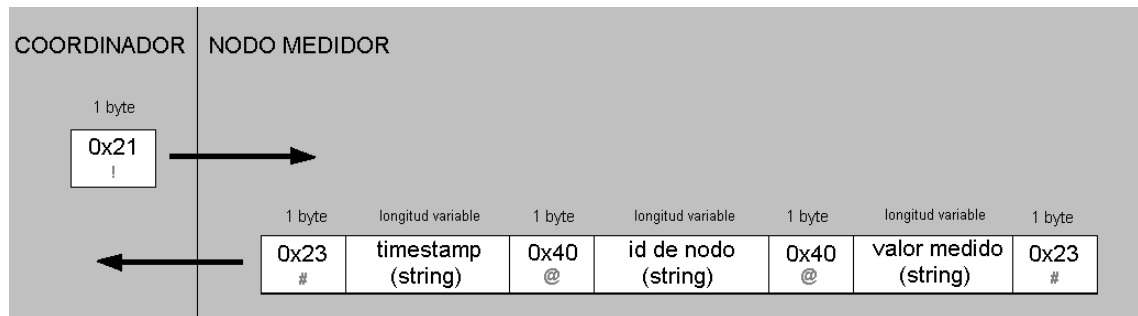 COORDINADOR
NODO MEDIDOR
1 byte
0x21
!
1 byte
longitud variable
1 byte
longitud variable
1 byte
longitud variable
1 byte
0x23
#
timestamp
(string)
0x40
@
id de nodo
(string)
0x40
@
valor medido
(string)
0x23
#